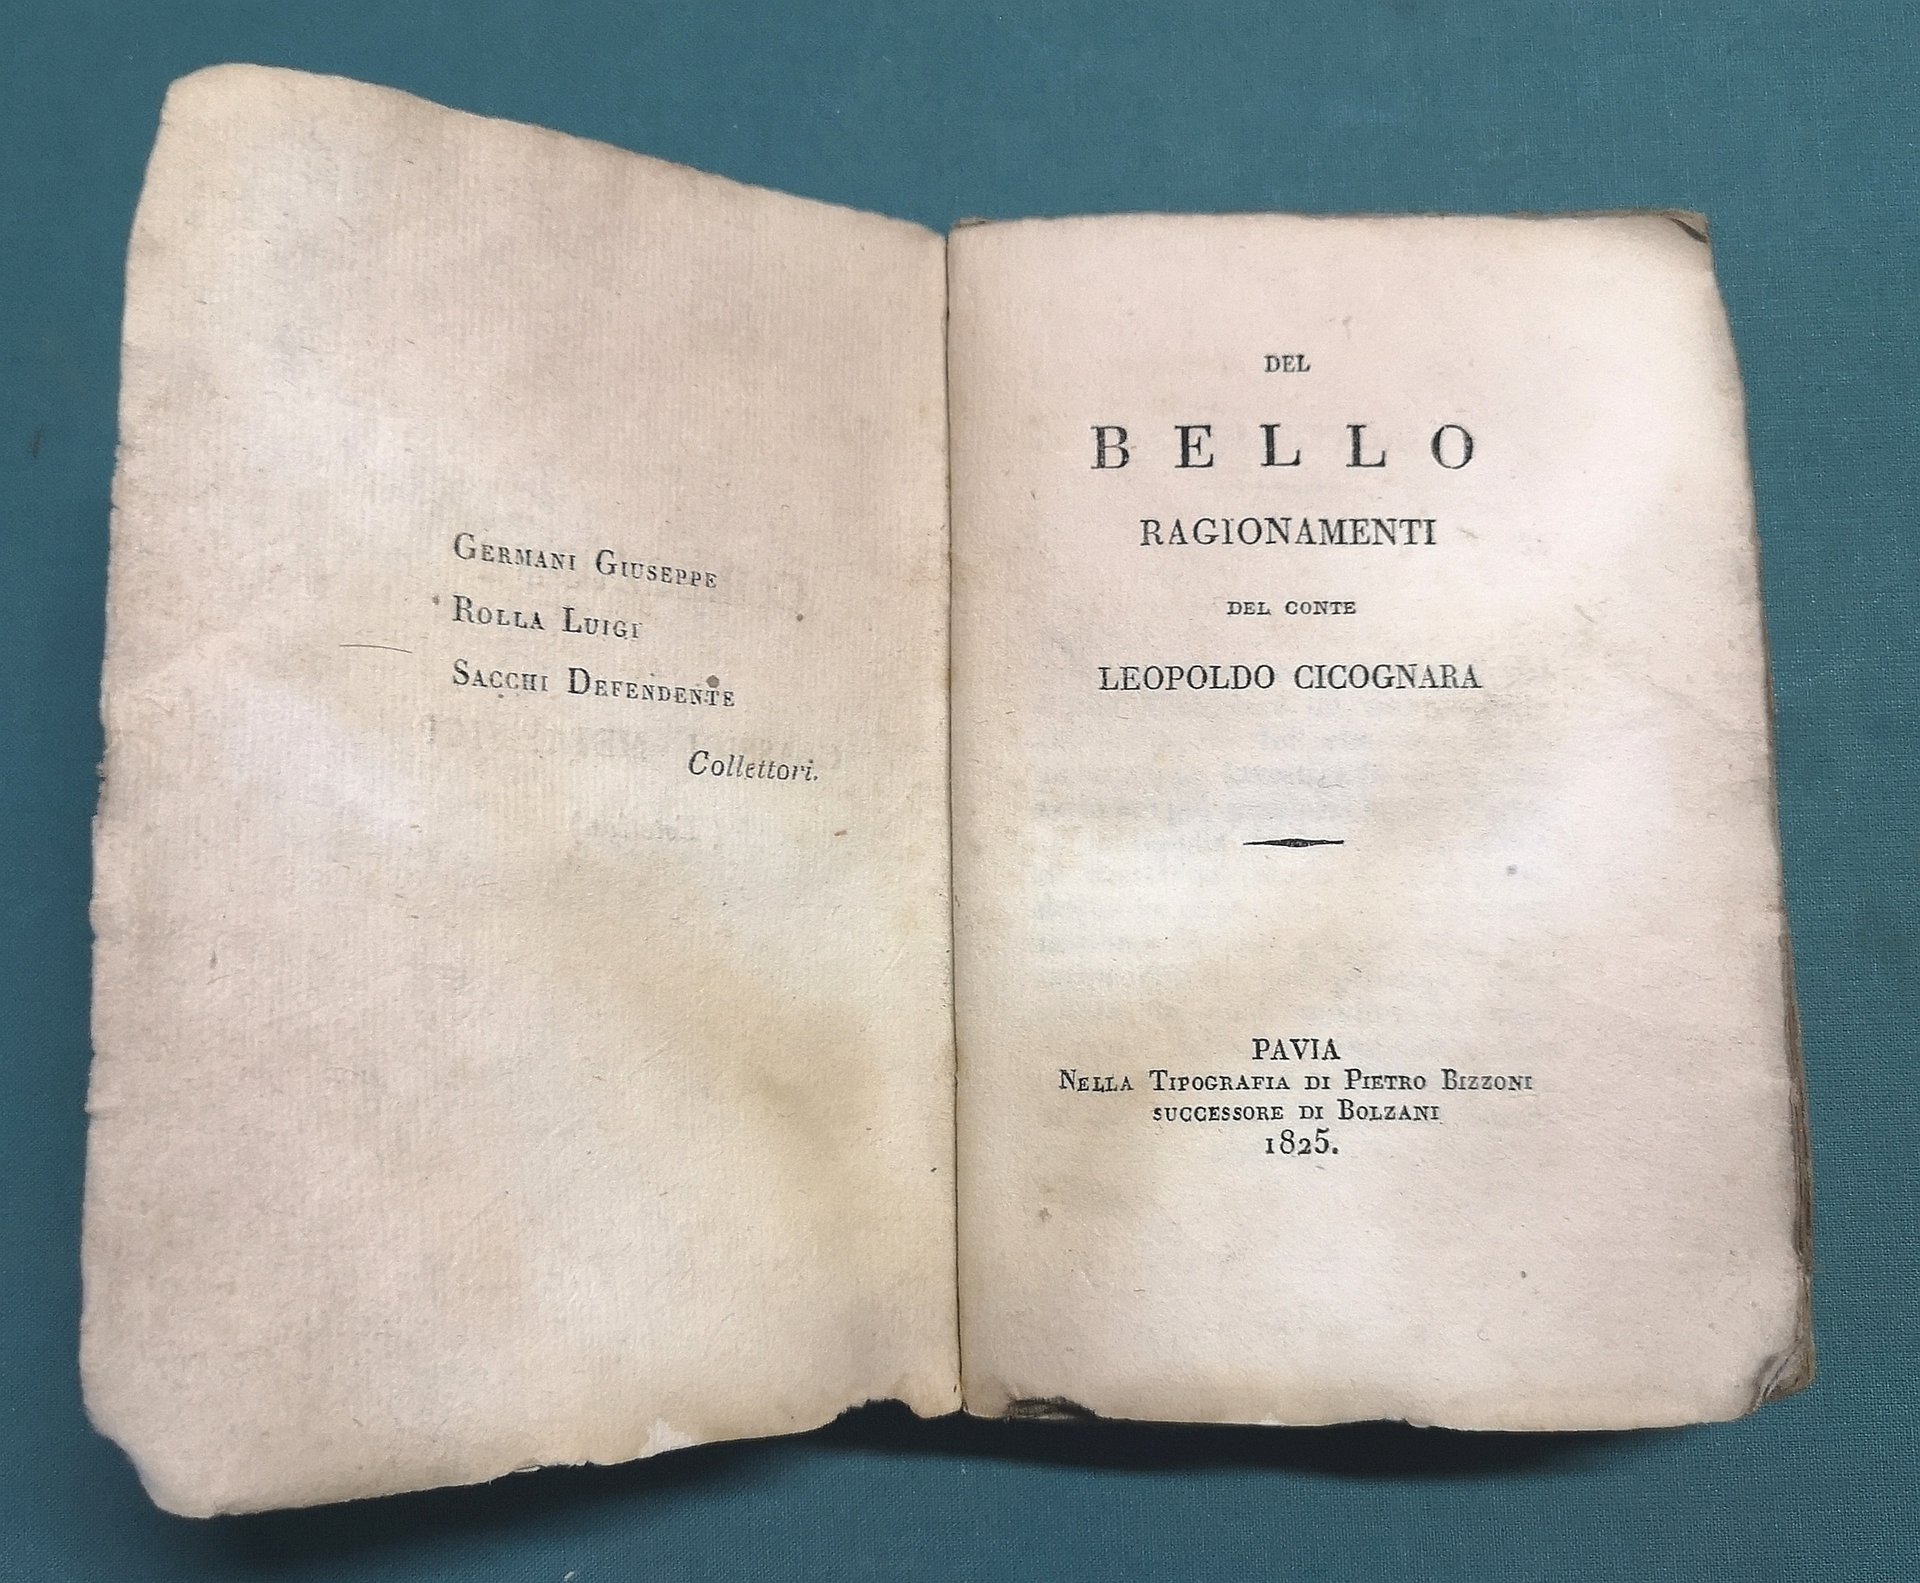 Germani Giuseppe
Rolla Luigi
Sacchi Defendente
Collettori.
DEL
BELLO
RAGIONAMENTI
DEL CONTE
LEOPOLDO CICOGNARA
PAVIA
Nella Tipografia di Pietro Bizzoni
successore di Bolzani
1825.